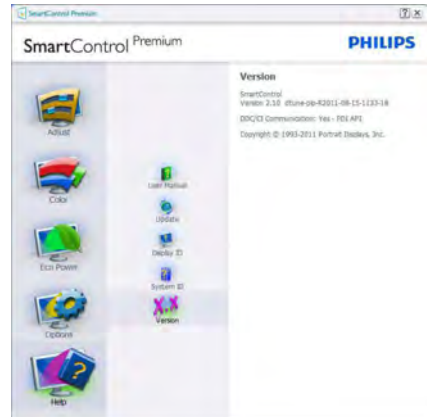 SmartControl Premium
SmartControl Premium
PHILIPS
Adjust
Color
Eco Power
Options
Help
User Manual
Update
Display ID
System ID
X.X
Version
Version
SmartControl
DDC/CI Communication: Yes - PDI API
Copyright © 1993-2011 Portrait Displays, Inc.